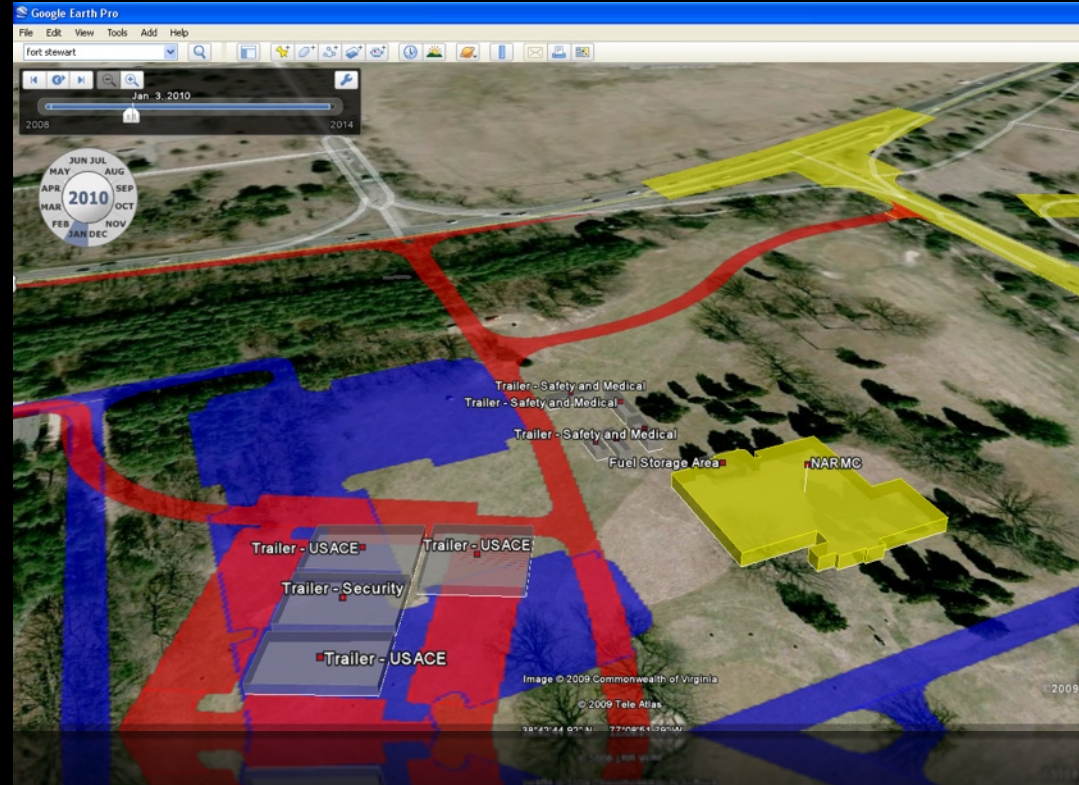 Google Earth Pro
File Edit View Tools Add Help
fort stewart
Jan. 3, 2010
2008 2014
JUN JUL
MAY AUG
APR SEP
2010
MAR OCT
FEB NOV
JAN DEC
Trailer - Safety and Medical
Trailer - Safety and Medical
Trailer - Safety and Medical
Fuel Storage Area
NARMC
Trailer - USACE
Trailer - USACE
Trailer - Security
Trailer - USACE
Image © 2009 Commonwealth of Virginia
© 2009
© 2009 Tele Atlas